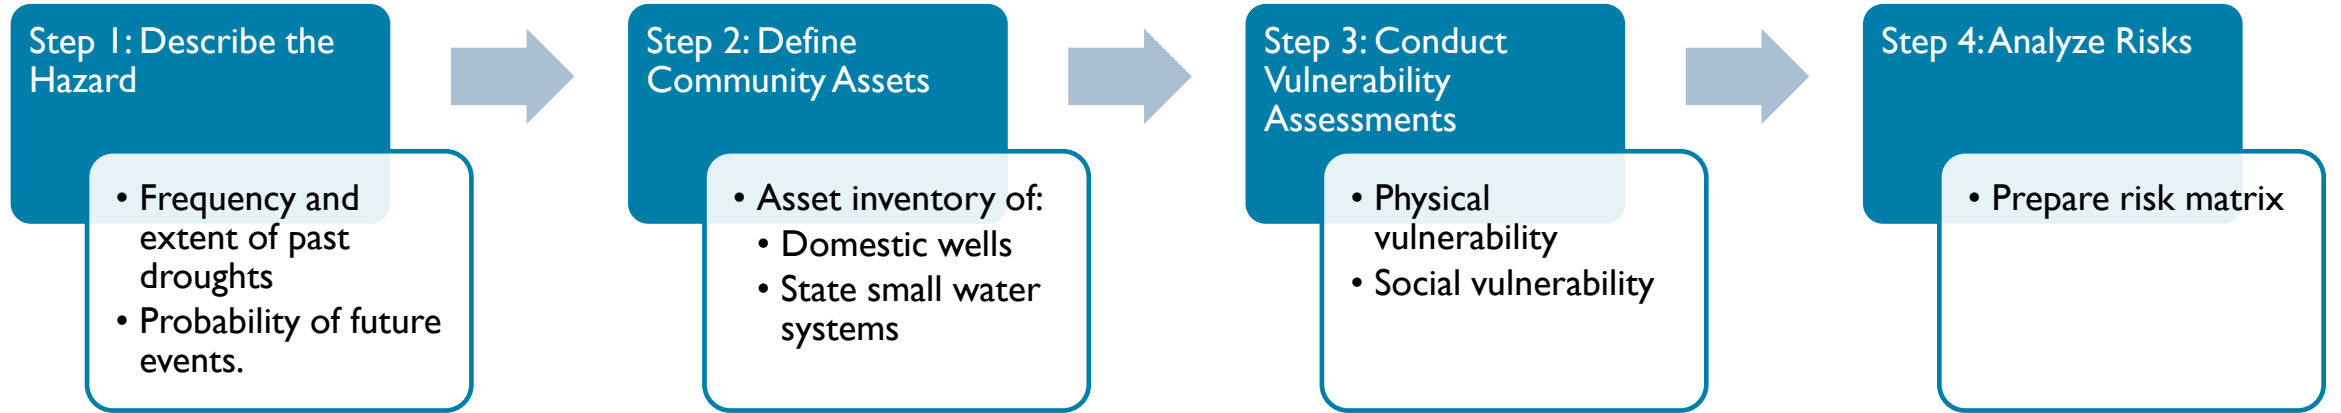 Step 1: Describe the
Hazard
• Frequency and
extent of past
droughts
• Probability of future
events.
Step 2: Define
Community Assets
• Asset inventory of:
• Domestic wells
• State small water
systems
Step 3: Conduct
Vulnerability
Assessments
• Physical
vulnerability
• Social vulnerability
Step 4: Analyze Risks
• Prepare risk matrix